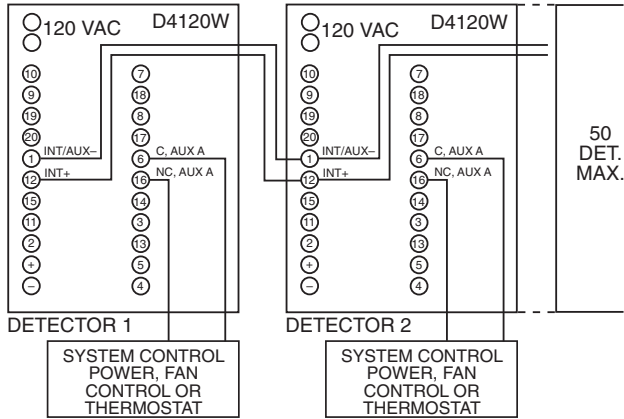 120 VAC D4120W
10
9
19
20
1 INT/AUX–
12 INT+
15
11
2
+
–
7
18
8
17
6 C, AUX A
16 NC, AUX A
14
3
13
5
4
DETECTOR 1
SYSTEM CONTROL
POWER, FAN
CONTROL OR
THERMOSTAT
120 VAC D4120W
10
9
19
20
1 INT/AUX–
12 INT+
15
11
2
+
–
7
18
8
17
6 C, AUX A
16 NC, AUX A
14
3
13
5
4
DETECTOR 2
SYSTEM CONTROL
POWER, FAN
CONTROL OR
THERMOSTAT
50
DET.
MAX.